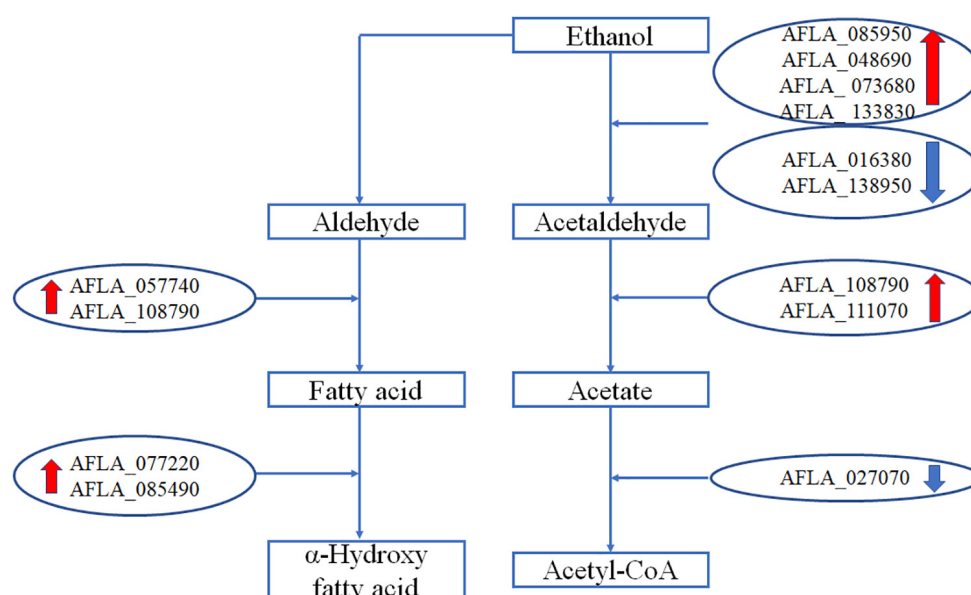 Ethanol
AFLA_085950
AFLA_048690
AFLA_ 073680
AFLA_ 133830
AFLA_016380
AFLA_138950
Aldehyde
Acetaldehyde
AFLA_057740
AFLA_108790
AFLA_108790
AFLA_111070
Fatty acid
Acetate
AFLA_077220
AFLA_085490
AFLA_027070
α-Hydroxy
fatty acid
Acetyl-CoA